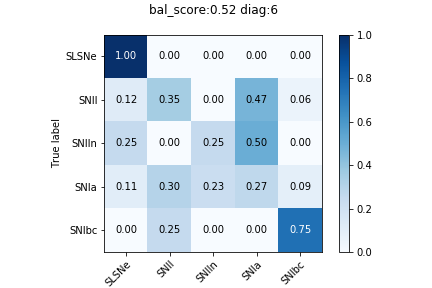 bal_score:0.52 diag:6
True label
SLSNe 1.00 0.00 0.00 0.00 0.00
SNII 0.12 0.35 0.00 0.47 0.06
SNIIn 0.25 0.00 0.25 0.50 0.00
SNIa 0.11 0.30 0.23 0.27 0.09
SNIbc 0.00 0.25 0.00 0.00 0.75
SLSNe SNII SNIIn SNIa SNIbc
1.0
0.8
0.6
0.4
0.2
0.0